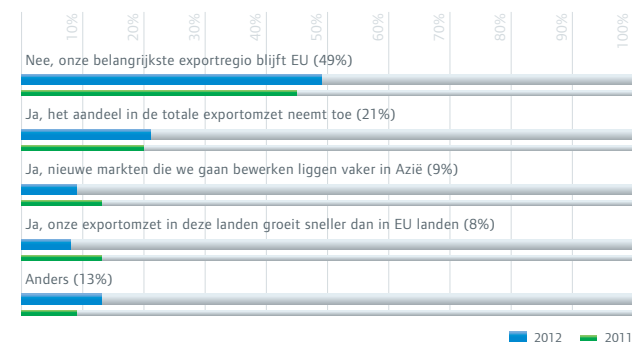 10% 20% 30% 40% 50% 60% 70% 80% 90% 100%
Nee, onze belangrijkste exportregio blijft EU (49%)
Ja, het aandeel in de totale exportomzet neemt toe (21%)
Ja, nieuwe markten die we gaan bewerken liggen vaker in Azië (9%)
Ja, onze exportomzet in deze landen groeit sneller dan in EU landen (8%)
Anders (13%)
2012 2011